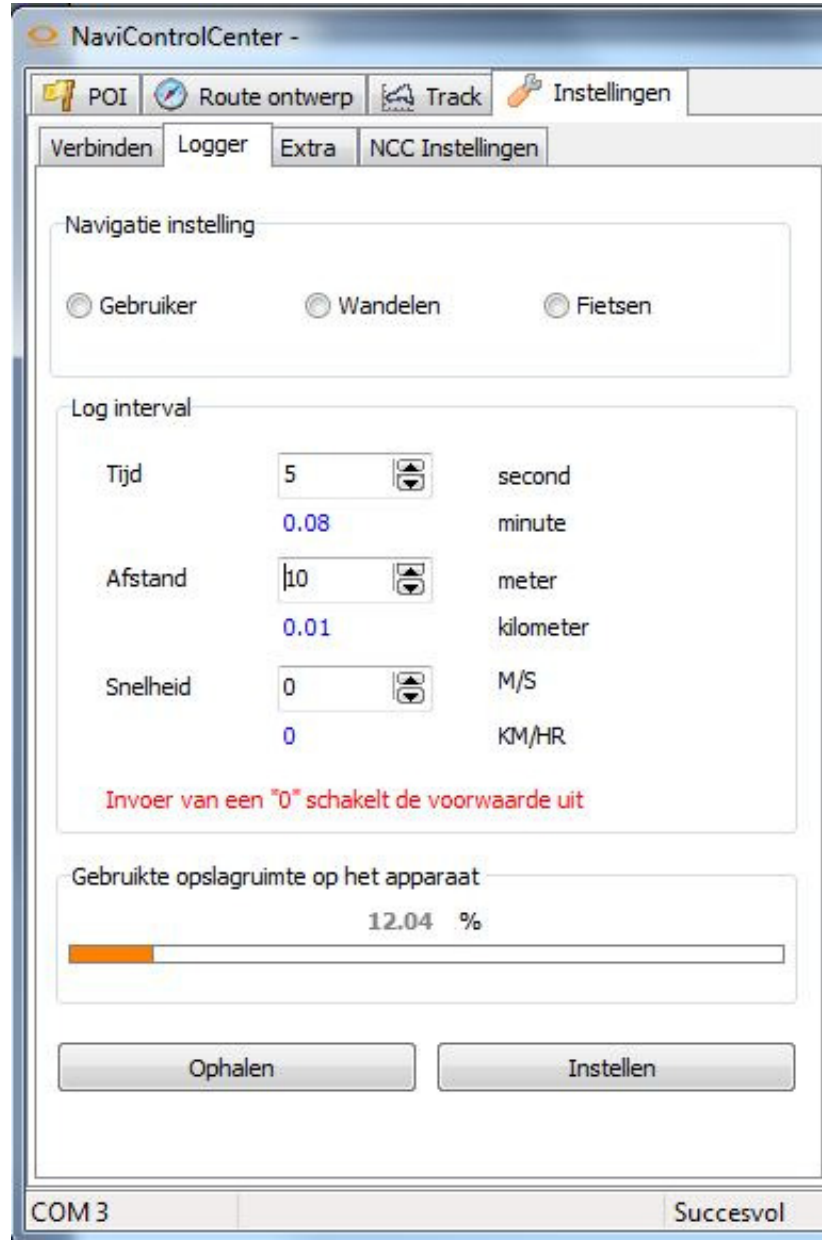 NaviControlCenter -
POI Route ontwerp Track Instellingen
Verbinden Logger Extra NCC Instellingen
Navigatie instelling
Gebruiker Wandelen Fietsen
Log interval
Tijd 5 second
0.08 minute
Afstand 10 meter
0.01 kilometer
Snelheid 0 M/S
0 KM/HR
Invoer van een "0" schakelt de voorwaarde uit
Gebruikte opslagruimte op het apparaat
12.04 %
Ophalen Instellen
COM 3 Succesvol